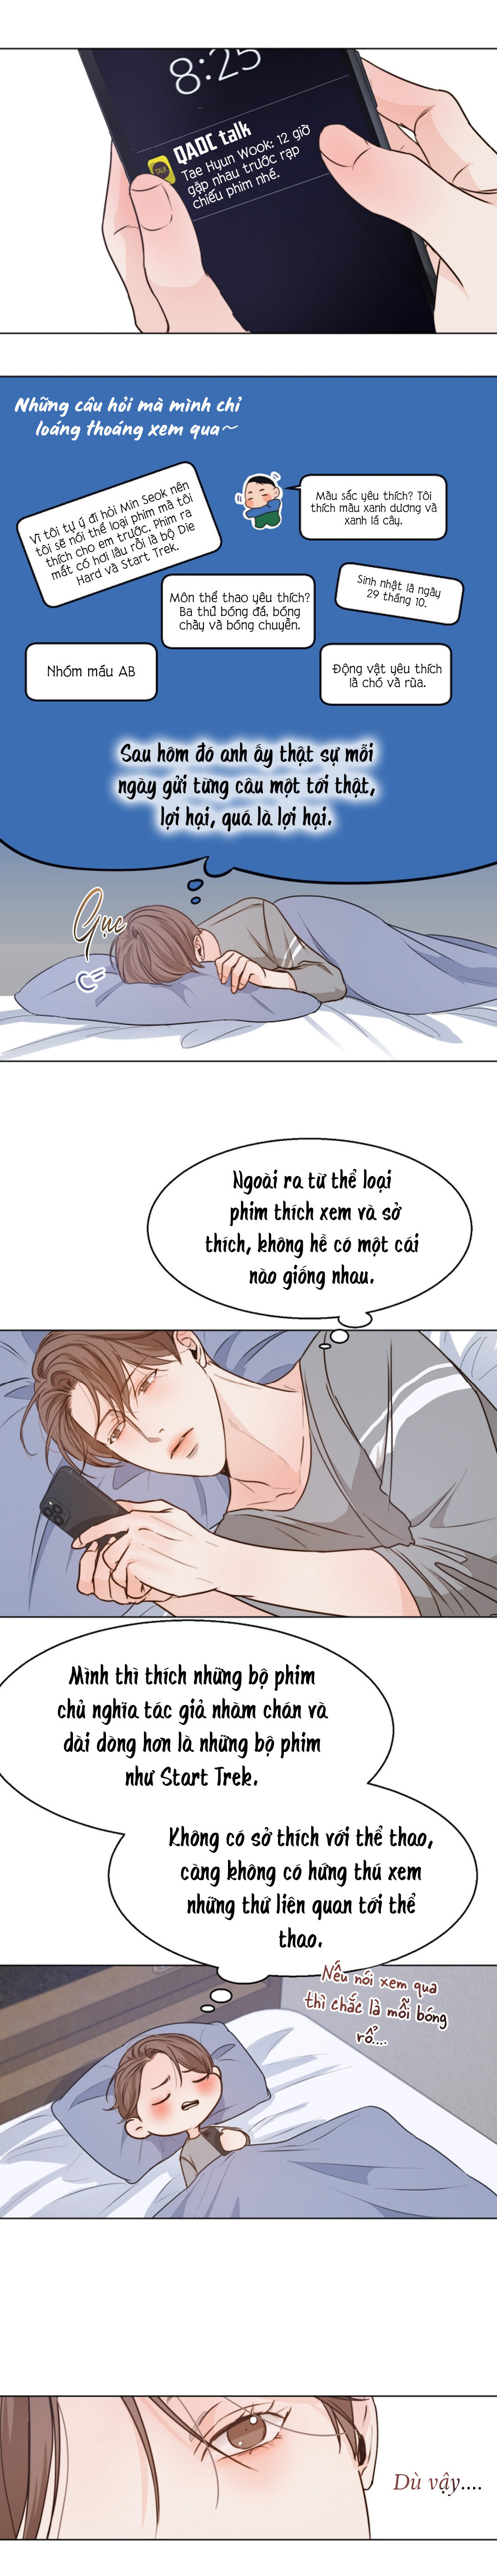 8:25
QADC talk
TALK
Tae Hyun Wook: 12 giờ
gặp nhau trước rạp
chiếu phim nhé.
Những câu hỏi mà mình chỉ
loáng thoáng xem qua~
Vì tôi tự ý đi hỏi Min Seok nên
tôi sẽ nói thể loại phim mà tôi
thích cho em trước. Phim ra
mắt có hơi lâu rồi là bộ Die
Hard và Start Trek.
Màu sắc yêu thích? Tôi
thích màu xanh dương và
xanh lá cây.
Môn thể thao yêu thích?
Ba thứ bóng đá, bóng
chày và bóng chuyền.
Sinh nhật là ngày
29 tháng 10.
Nhóm máu AB
Động vật yêu thích
là chó và rùa.
Sau hôm đó anh ấy thật sự mỗi
ngày gửi từng câu một tới thật,
lợi hại, quá là lợi hại.
Gục
Ngoài ra từ thể loại
phim thích xem và sở
thích, không hề có một cái
nào giống nhau.
Mình thì thích những bộ phim
chủ nghĩa tác giả nhàm chán và
dài dòng hơn là những bộ phim
như Start Trek.
Không có sở thích với thể thao,
càng không có hứng thú xem
những thứ liên quan tới thể
thao.
Nếu nói xem qua
thì chắc là mỗi bóng
rổ....
Dù vậy....